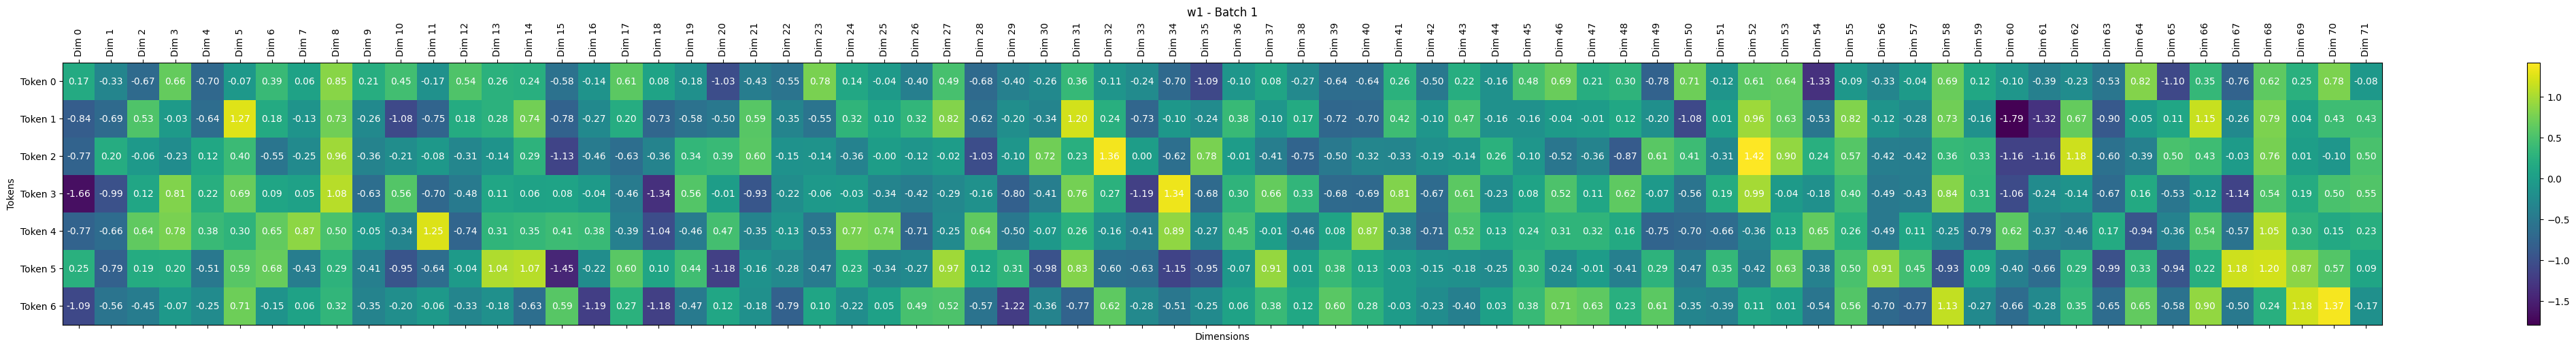 w1 - Batch 1
Dim 0 Dim 1 Dim 2 Dim 3 Dim 4 Dim 5 Dim 6 Dim 7 Dim 8 Dim 9 Dim 10 Dim 11 Dim 12 Dim 13 Dim 14 Dim 15 Dim 16 Dim 17 Dim 18 Dim 19 Dim 20 Dim 21 Dim 22 Dim 23 Dim 24 Dim 25 Dim 26 Dim 27 Dim 28 Dim 29 Dim 30 Dim 31 Dim 32 Dim 33 Dim 34 Dim 35 Dim 36 Dim 37 Dim 38 Dim 39 Dim 40 Dim 41 Dim 42 Dim 43 Dim 44 Dim 45 Dim 46 Dim 47 Dim 48 Dim 49 Dim 50 Dim 51 Dim 52 Dim 53 Dim 54 Dim 55 Dim 56 Dim 57 Dim 58 Dim 59 Dim 60 Dim 61 Dim 62 Dim 63 Dim 64 Dim 65 Dim 66 Dim 67 Dim 68 Dim 69 Dim 70 Dim 71
Token 0 0.17 -0.33 -0.67 0.66 -0.70 -0.07 0.39 0.06 0.85 0.21 0.45 -0.17 0.54 0.26 0.24 -0.58 -0.14 0.61 0.08 -0.18 -1.03 -0.43 -0.55 0.78 0.14 -0.04 -0.40 0.49 -0.68 -0.40 -0.26 0.36 -0.11 -0.24 -0.70 -1.09 -0.10 0.08 -0.27 -0.64 -0.64 0.26 -0.50 0.22 -0.16 0.48 0.69 0.21 0.30 -0.78 0.71 -0.12 0.61 0.64 -1.33 -0.09 -0.33 -0.04 0.69 0.12 -0.10 -0.39 -0.23 -0.53 0.82 -1.10 0.35 -0.76 0.62 0.25 0.78 -0.08
Token 1 -0.84 -0.69 0.53 -0.03 -0.64 1.27 0.18 -0.13 0.73 -0.26 -1.08 -0.75 0.18 0.28 0.74 -0.78 -0.27 0.20 -0.73 -0.58 -0.50 0.59 -0.35 -0.55 0.32 0.10 0.32 0.82 -0.62 -0.20 -0.34 1.20 0.24 -0.73 -0.10 -0.24 0.38 -0.10 0.17 -0.72 -0.70 0.42 -0.10 0.47 -0.16 -0.16 -0.04 -0.01 0.12 -0.20 -1.08 0.01 0.96 0.63 -0.53 0.82 -0.12 -0.28 0.73 -0.16 -1.79 -1.32 0.67 -0.90 -0.05 0.11 1.15 -0.26 0.79 0.04 0.43 0.43
Token 2 -0.77 0.20 -0.06 -0.23 0.12 0.40 -0.55 -0.25 0.96 -0.36 -0.21 -0.08 -0.31 -0.14 0.29 -1.13 -0.46 -0.63 -0.36 0.34 0.39 0.60 -0.15 -0.14 -0.36 -0.00 -0.12 -0.02 -1.03 -0.10 0.72 0.23 1.36 0.00 -0.62 0.78 -0.01 -0.41 -0.75 -0.50 -0.32 -0.33 -0.19 -0.14 0.26 -0.10 -0.52 -0.36 -0.87 0.61 0.41 -0.31 1.42 0.90 0.24 0.57 -0.42 -0.42 0.36 0.33 -1.16 -1.16 1.18 -0.60 -0.39 0.50 0.43 -0.03 0.76 0.01 -0.10 0.50
Token 3 -1.66 -0.99 0.12 0.81 0.22 0.69 0.09 0.05 1.08 -0.63 0.56 -0.70 -0.48 0.11 0.06 0.08 -0.04 -0.46 -1.34 0.56 -0.01 -0.93 -0.22 -0.06 -0.03 -0.34 -0.42 -0.29 -0.16 -0.80 -0.41 0.76 0.27 -1.19 1.34 -0.68 0.30 0.66 0.33 -0.68 -0.69 0.81 -0.67 0.61 -0.23 0.08 0.52 0.11 0.62 -0.07 -0.56 0.19 0.99 -0.04 -0.18 0.40 -0.49 -0.43 0.84 0.31 -1.06 -0.24 -0.14 -0.67 0.16 -0.53 -0.12 -1.14 0.54 0.19 0.50 0.55
Token 4 -0.77 -0.66 0.64 0.78 0.38 0.30 0.65 0.87 0.50 -0.05 -0.34 1.25 -0.74 0.31 0.35 0.41 0.38 -0.39 -1.04 -0.46 0.47 -0.35 -0.13 -0.53 0.77 0.74 -0.71 -0.25 0.64 -0.50 -0.07 0.26 -0.16 -0.41 0.89 -0.27 0.45 -0.01 -0.46 0.08 0.87 -0.38 -0.71 0.52 0.13 0.24 0.31 0.32 0.16 -0.75 -0.70 -0.66 -0.36 0.13 0.65 0.26 -0.49 0.11 -0.25 -0.79 0.62 -0.37 -0.46 0.17 -0.94 -0.36 0.54 -0.57 1.05 0.30 0.15 0.23
Token 5 0.25 -0.79 0.19 0.20 -0.51 0.59 0.68 -0.43 0.29 -0.41 -0.95 -0.64 -0.04 1.04 1.07 -1.45 -0.22 0.60 0.10 0.44 -1.18 -0.16 -0.28 -0.47 0.23 -0.34 -0.27 0.97 0.12 0.31 -0.98 0.83 -0.60 -0.63 -1.15 -0.95 -0.07 0.91 0.01 0.38 0.13 -0.03 -0.15 -0.18 -0.25 0.30 -0.24 -0.01 -0.41 0.29 -0.47 0.35 -0.42 0.63 -0.38 0.50 0.91 0.45 -0.93 0.09 -0.40 -0.66 0.29 -0.99 0.33 -0.94 0.22 1.18 1.20 0.87 0.57 0.09
Token 6 -1.09 -0.56 -0.45 -0.07 -0.25 0.71 -0.15 0.06 0.32 -0.35 -0.20 -0.06 -0.33 -0.18 -0.63 0.59 -1.19 0.27 -1.18 -0.47 0.12 -0.18 -0.79 0.10 -0.22 0.05 0.49 0.52 -0.57 -1.22 -0.36 -0.77 0.62 -0.28 -0.51 -0.25 0.06 0.38 0.12 0.60 0.28 -0.03 -0.23 -0.40 0.03 0.38 0.71 0.63 0.23 0.61 -0.35 -0.39 0.11 0.01 -0.54 0.56 -0.70 -0.77 1.13 -0.27 -0.66 -0.28 0.35 -0.65 0.65 -0.58 0.90 -0.50 0.24 1.18 1.37 -0.17
Tokens
Dimensions
1.0
0.5
0.0
−0.5
−1.0
−1.5